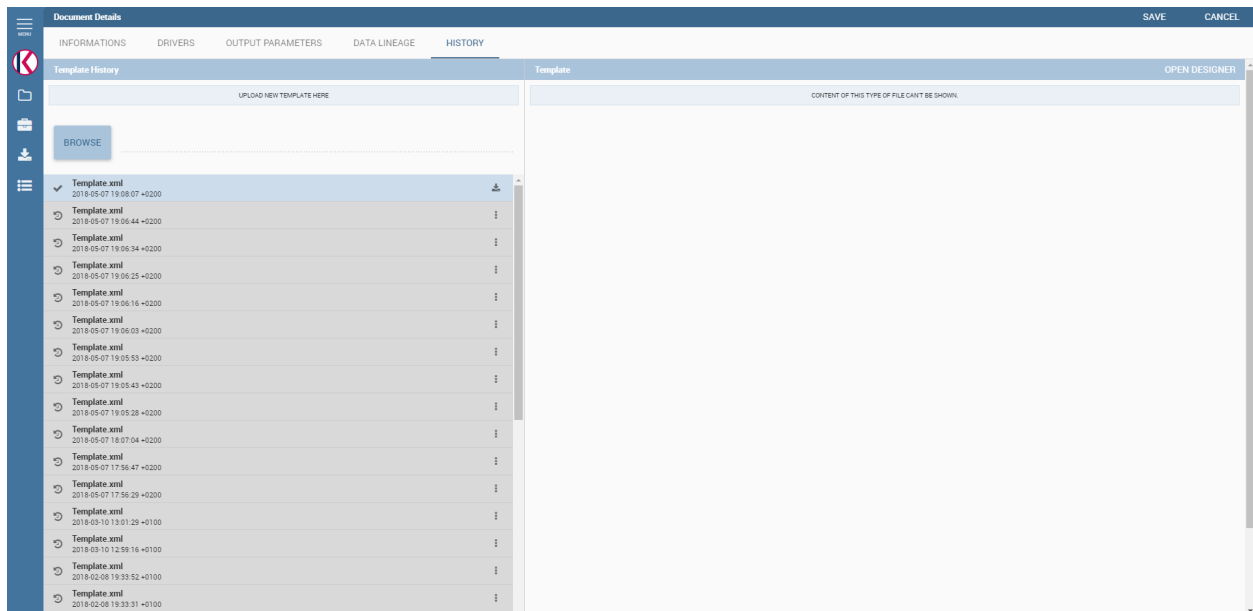 MENU
Document Details
SAVE
CANCEL
INFORMATIONS
DRIVERS
OUTPUT PARAMETERS
DATA LINEAGE
HISTORY
Template History
UPLOAD NEW TEMPLATE HERE
BROWSE
Template.xml
2018-05-07 19:08:07 +0200
Template.xml
2018-05-07 19:06:44 +0200
Template.xml
2018-05-07 19:06:34 +0200
Template.xml
2018-05-07 19:06:25 +0200
Template.xml
2018-05-07 19:06:16 +0200
Template.xml
2018-05-07 19:06:03 +0200
Template.xml
2018-05-07 19:05:53 +0200
Template.xml
2018-05-07 19:05:43 +0200
Template.xml
2018-05-07 19:05:28 +0200
Template.xml
2018-05-07 18:07:04 +0200
Template.xml
2018-05-07 17:56:47 +0200
Template.xml
2018-05-07 17:56:29 +0200
Template.xml
2018-03-10 13:01:29 +0100
Template.xml
2018-03-10 12:59:16 +0100
Template.xml
2018-02-08 19:33:52 +0100
Template.xml
2018-02-08 19:33:31 +0100
Template
OPEN DESIGNER
CONTENT OF THIS TYPE OF FILE CAN'T BE SHOWN.